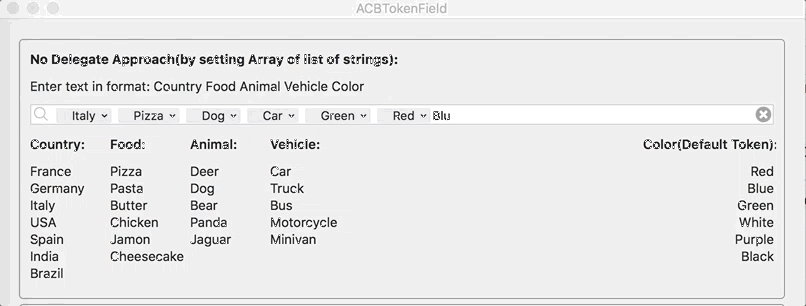 ACBTokenField
No Delegate Approach(by setting Array of list of strings):
Enter text in format: Country Food Animal Vehicle Color
Italy Pizza Dog Car Green Red Blu
Country: Food: Animal: Vehicle: Color(Default Token):
France Pizza Deer Car Red
Germany Pasta Dog Truck Blue
Italy Butter Bear Bus Green
USA Chicken Panda Motorcycle White
Spain Jamon Jaguar Minivan Purple
India Cheesecake Black
Brazil